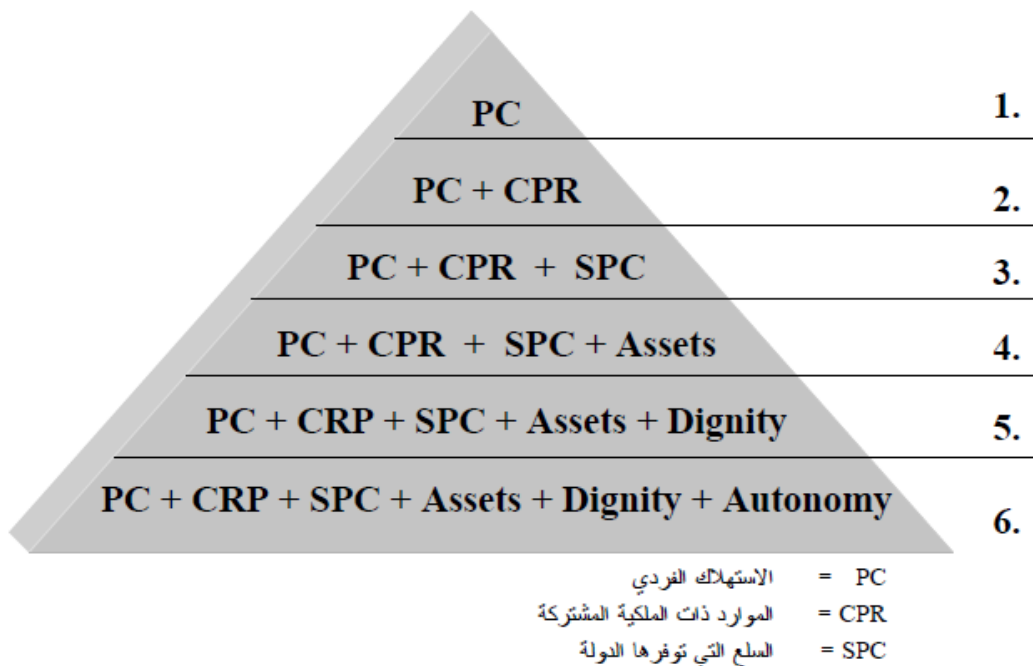 PC 1.
PC + CPR 2.
PC + CPR + SPC 3.
PC + CPR + SPC + Assets 4.
PC + CRP + SPC + Assets + Dignity 5.
PC + CRP + SPC + Assets + Dignity + Autonomy 6.
PC = الاستهلاك الفردي
CPR = الموارد ذات الملكية المشتركة
SPC = السلع التي توفرها الدولة